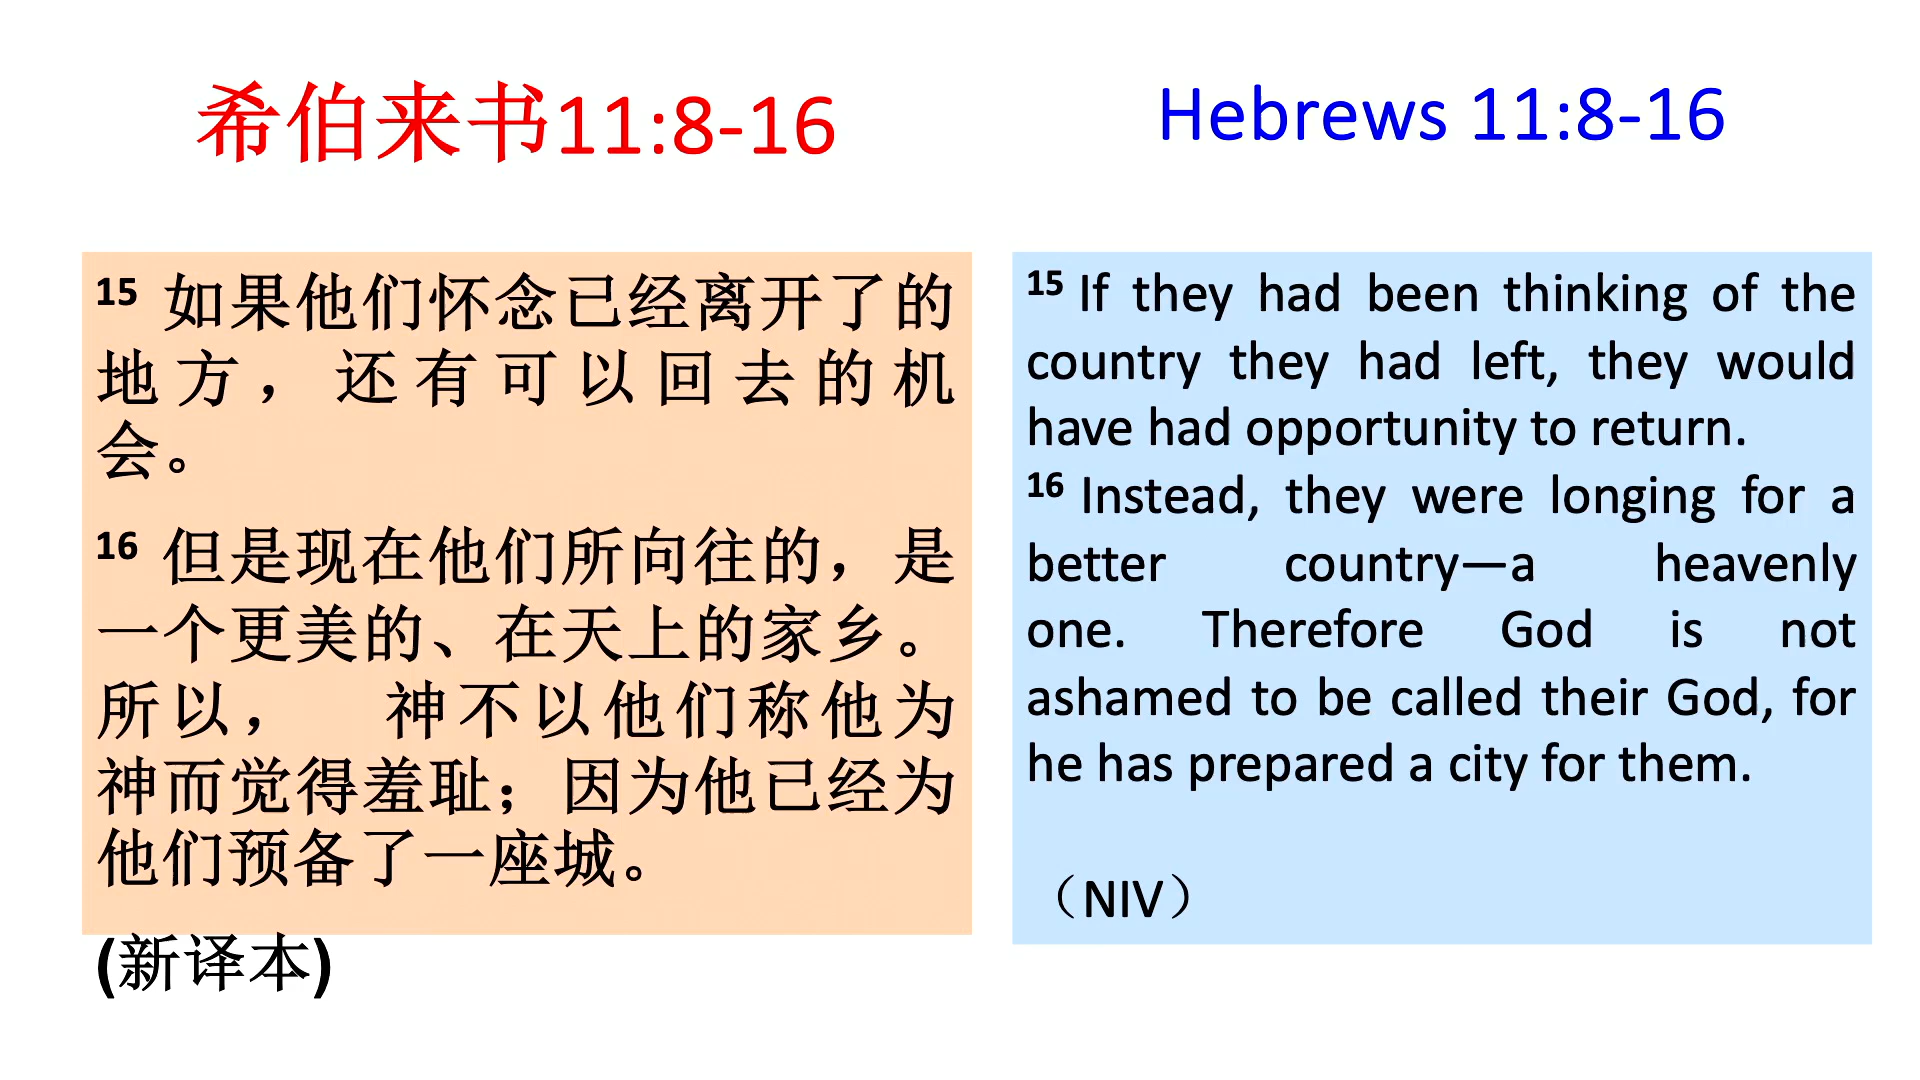 希伯来书11:8-16
15 如果他们怀念已经离开了的
地方，还有可以回去的机
会。
16 但是现在他们所向往的，是
一个更美的、在天上的家乡。
所以，　神不以他们称他为
神而觉得羞耻；因为他已经为
他们预备了一座城。
(新译本)
Hebrews 11:8-16
15 If they had been thinking of the
country they had left, they would
have had opportunity to return.
16 Instead, they were longing for a
better country—a heavenly
one. Therefore God is not
ashamed to be called their God, for
he has prepared a city for them.
（NIV）